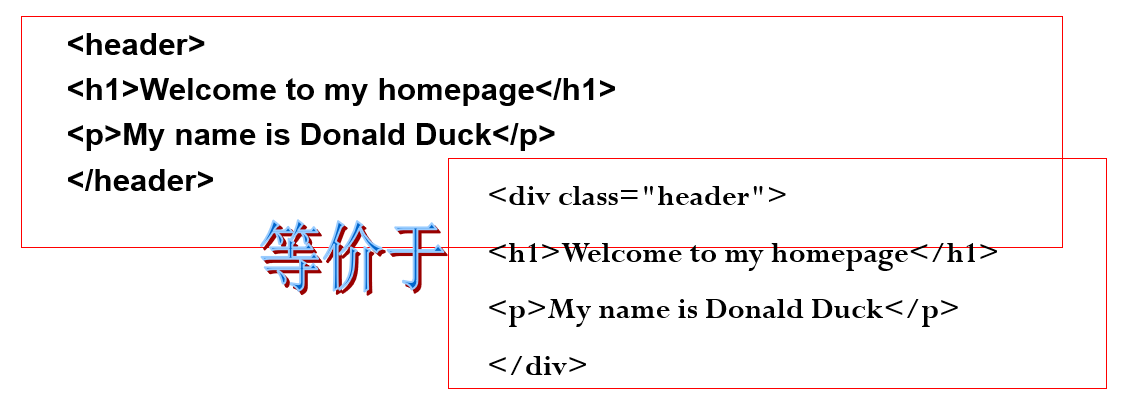 <header>
<h1>Welcome to my homepage</h1>
<p>My name is Donald Duck</p>
</header>
等价于
<div class="header">
<h1>Welcome to my homepage</h1>
<p>My name is Donald Duck</p>
</div>